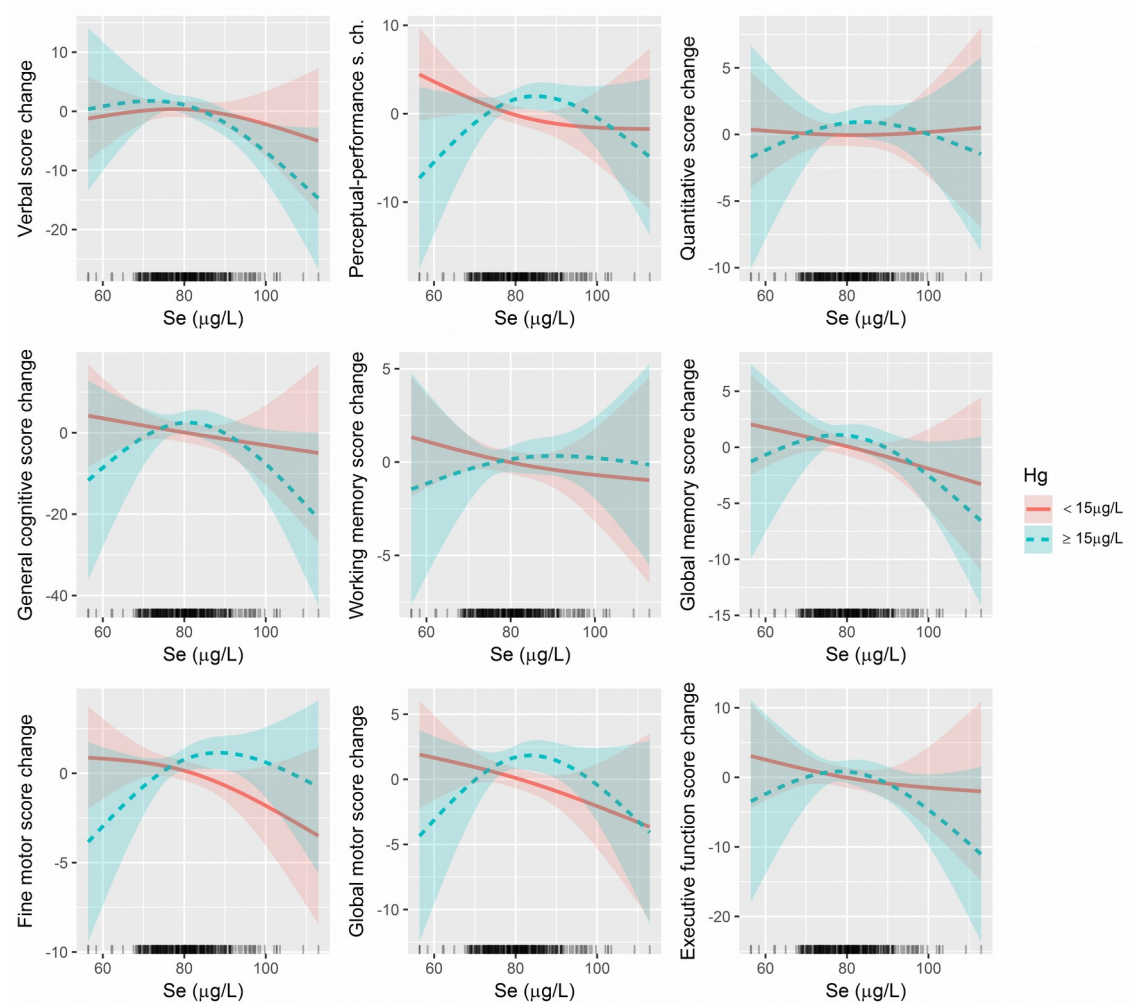 Verbal score change
10
0
-10
-20
60 80 100
Se (μg/L)
Perceptual-performance s. ch.
10
0
-10
60 80 100
Se (μg/L)
Quantitative score change
5
0
-5
-10
60 80 100
Se (μg/L)
General cognitive score change
0
-20
-40
60 80 100
Se (μg/L)
Working memory score change
5
0
-5
60 80 100
Se (μg/L)
Global memory score change
5
0
-5
-10
-15
60 80 100
Se (μg/L)
Hg
< 15μg/L
≥ 15μg/L
Fine motor score change
0
-5
-10
60 80 100
Se (μg/L)
Global motor score change
5
0
-5
-10
60 80 100
Se (μg/L)
Executive function score change
10
0
-10
-20
60 80 100
Se (μg/L)